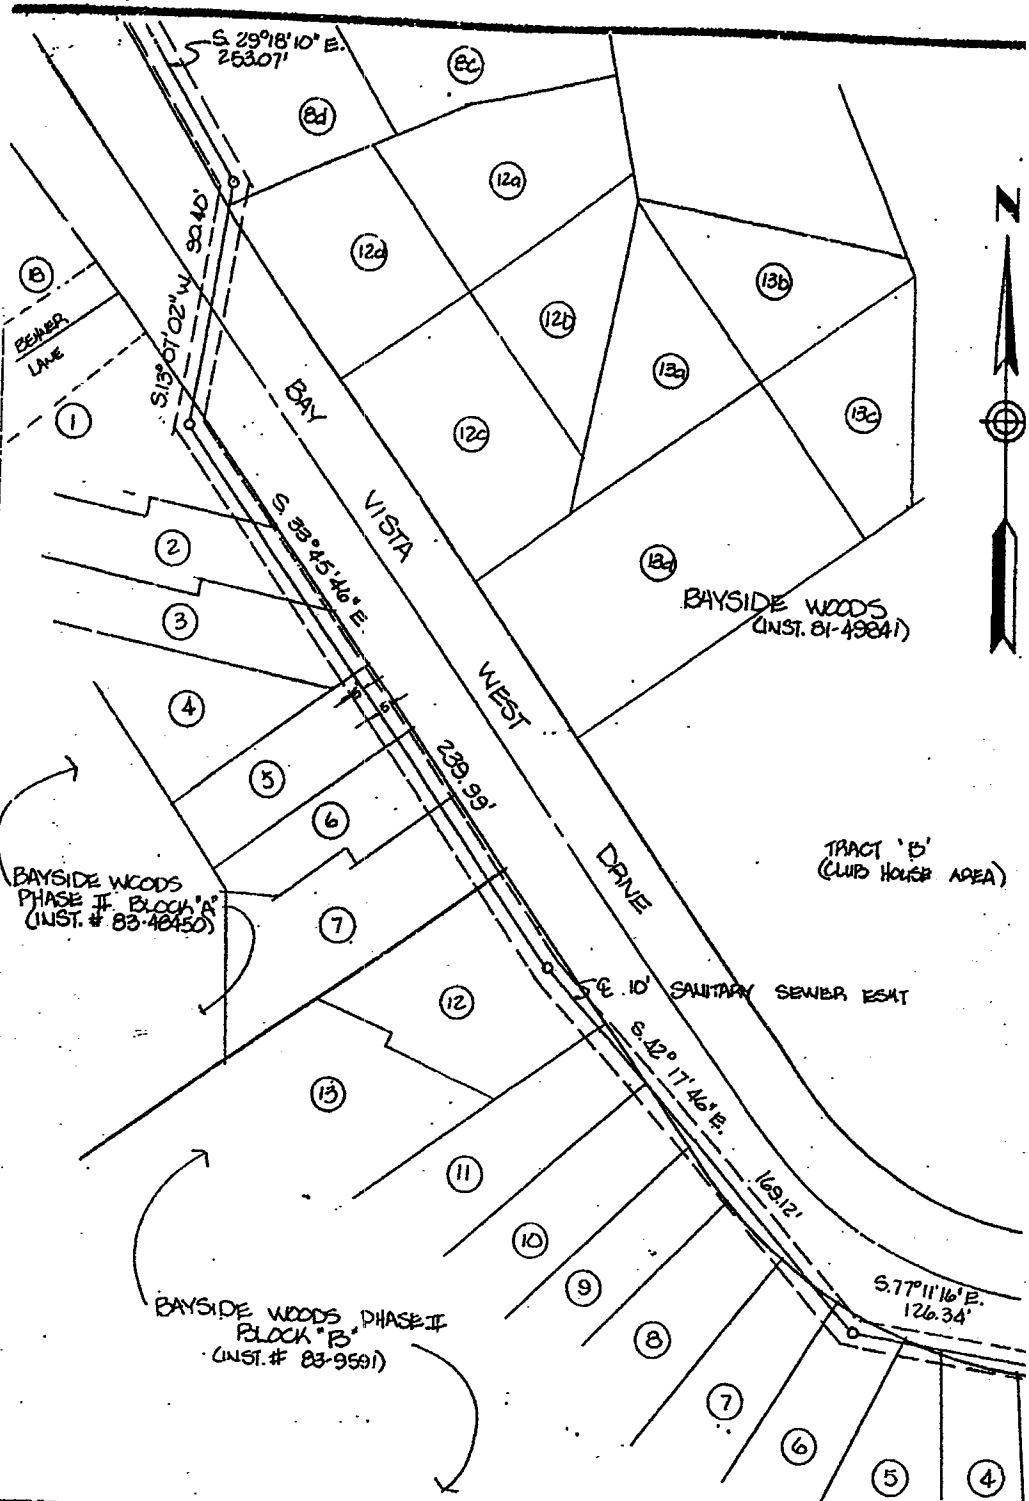 S. 29°18'10" E.
253.07'
8c
8d
12a
N
12d
S.13°07'02" W. 90.40'
18
13b
BEHNER
LANE
12b
13a
BAY
1
12c
13c
VISTA
S. 33°45'46" E.
2
13d
BAYSIDE WOODS
(INST. 81-49841)
3
WEST
4
5
5
239.99'
5
6
DRIVE
TRACT 'B'
(CLUB HOUSE AREA)
BAYSIDE WOODS
PHASE II BLOCK "A"
(INST. # 83-48450)
7
℄ 10' SANITARY SEWER ESMT
12
S. 42° 17' 46" E.
13
169.12'
11
10
9
S.77°11'16" E.
126.34'
BAYSIDE WOODS PHASE II
BLOCK "B"
(INST. # 83-9591)
8
7
6
5
4